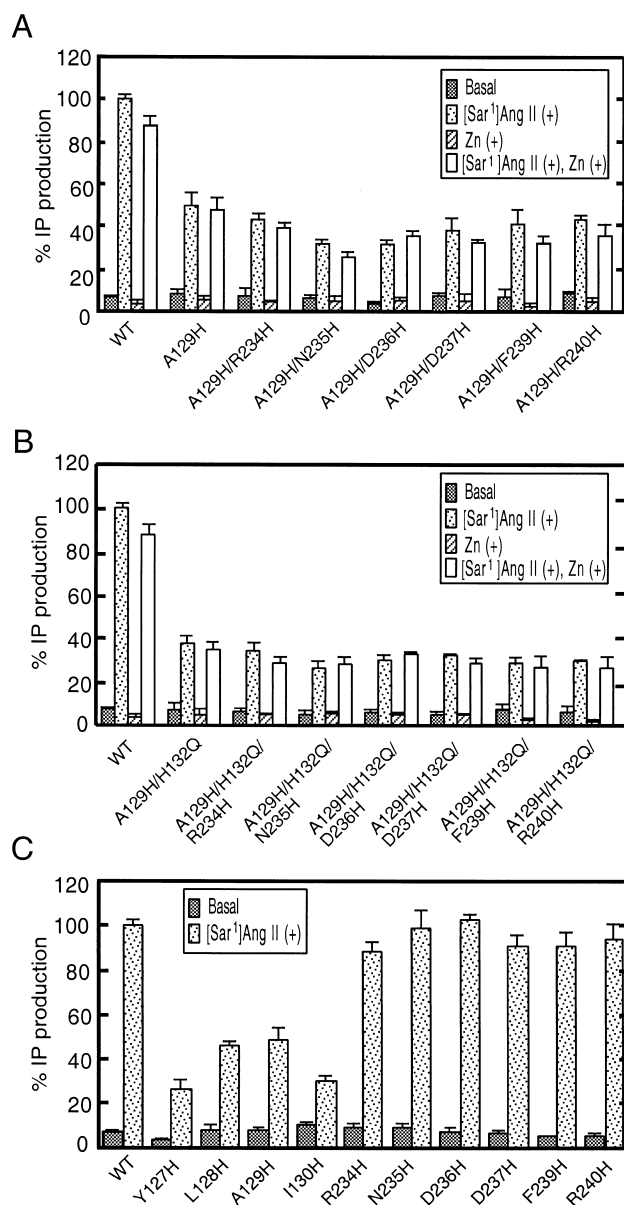 A
% IP production
120
100
80
60
40
20
0
Basal
[Sar¹]Ang II (+)
Zn (+)
[Sar¹]Ang II (+), Zn (+)
WT
A129H
A129H/R234H
A129H/N235H
A129H/D236H
A129H/D237H
A129H/F239H
A129H/R240H
B
% IP production
120
100
80
60
40
20
0
Basal
[Sar¹]Ang II (+)
Zn (+)
[Sar¹]Ang II (+), Zn (+)
WT
A129H/H132Q
A129H/H132Q/
R234H
A129H/H132Q/
N235H
A129H/H132Q/
D236H
A129H/H132Q/
D237H
A129H/H132Q/
F239H
A129H/H132Q/
R240H
C
% IP production
120
100
80
60
40
20
0
Basal
[Sar¹]Ang II (+)
WT
Y127H
L128H
A129H
I130H
R234H
N235H
D236H
D237H
F239H
R240H